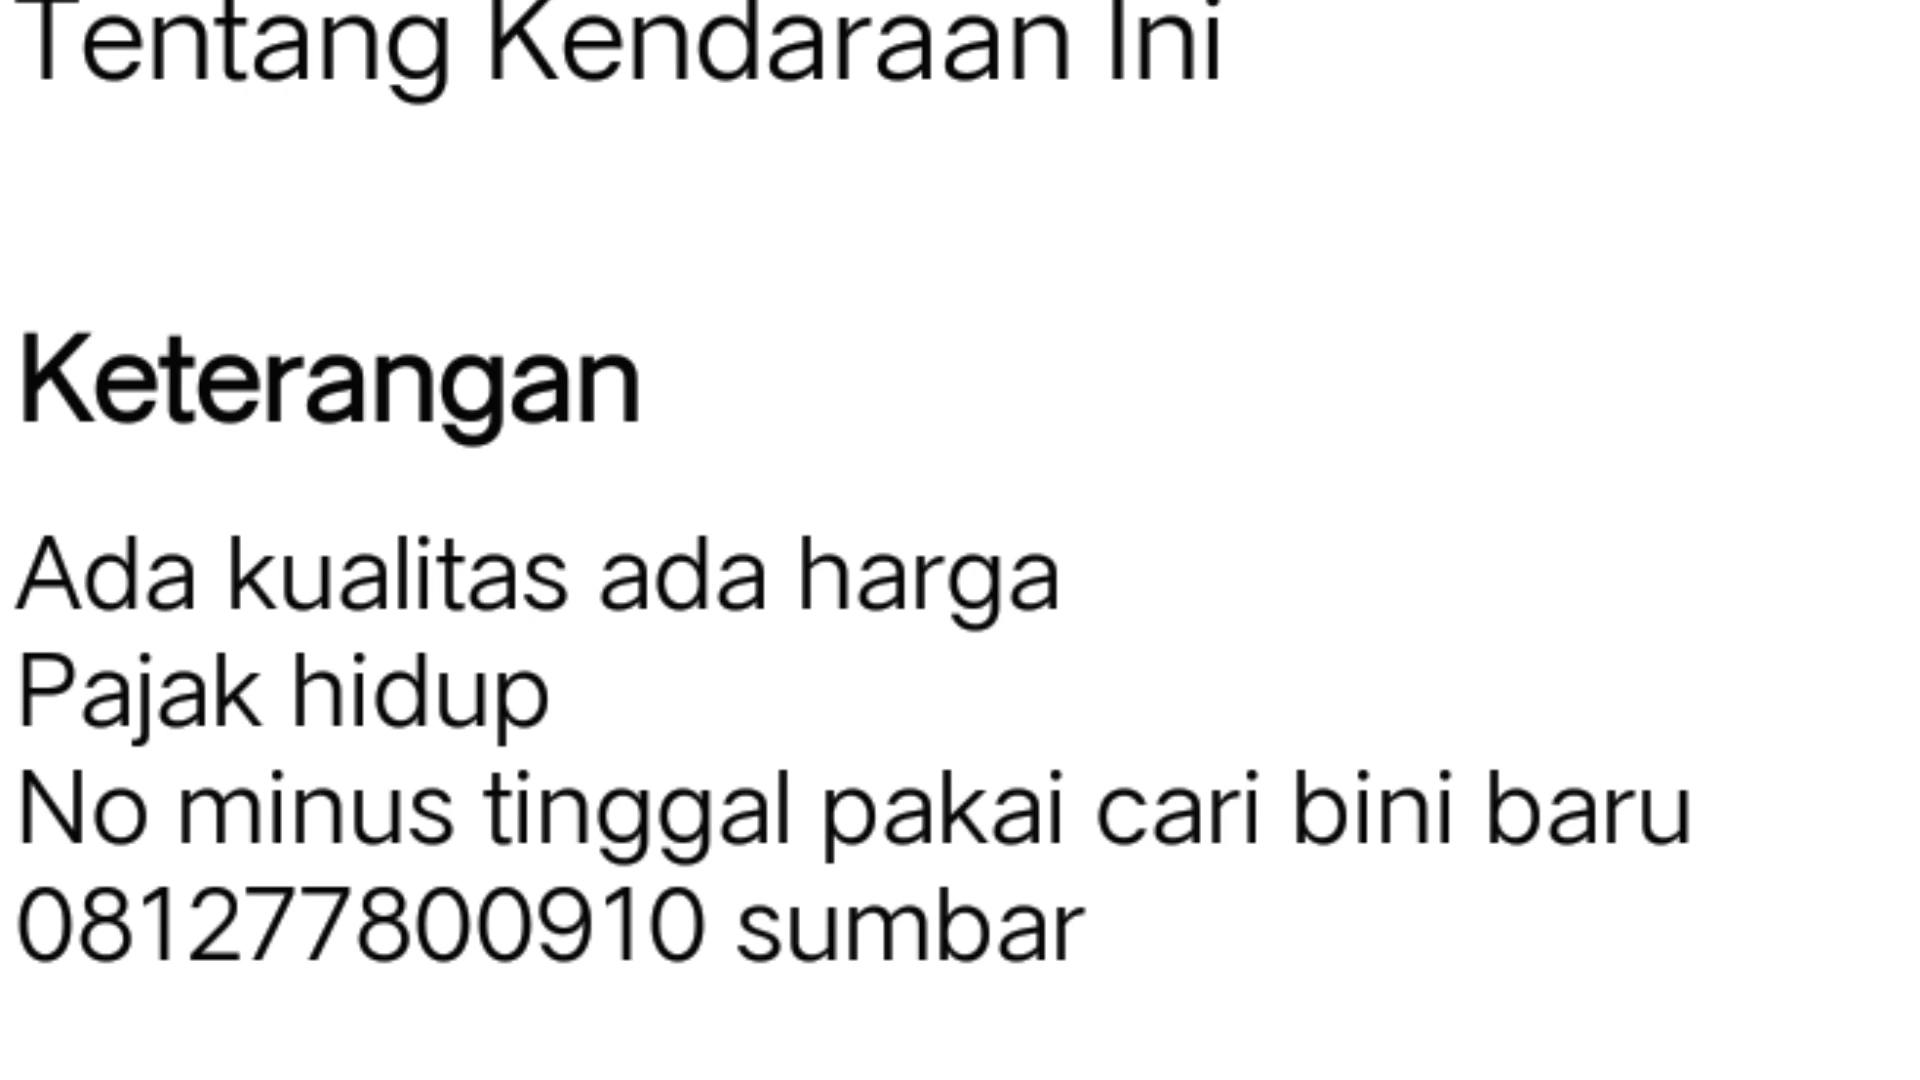 Tentang Kendaraan Ini
Keterangan
Ada kualitas ada harga
Pajak hidup
No minus tinggal pakai cari bini baru
081277800910 sumbar